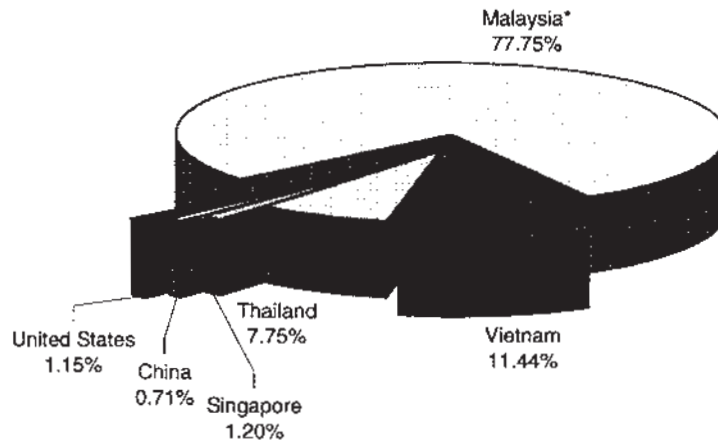 Malaysia*
77.75%
Thailand
7.75%
United States
1.15%
China
0.71%
Singapore
1.20%
Vietnam
11.44%